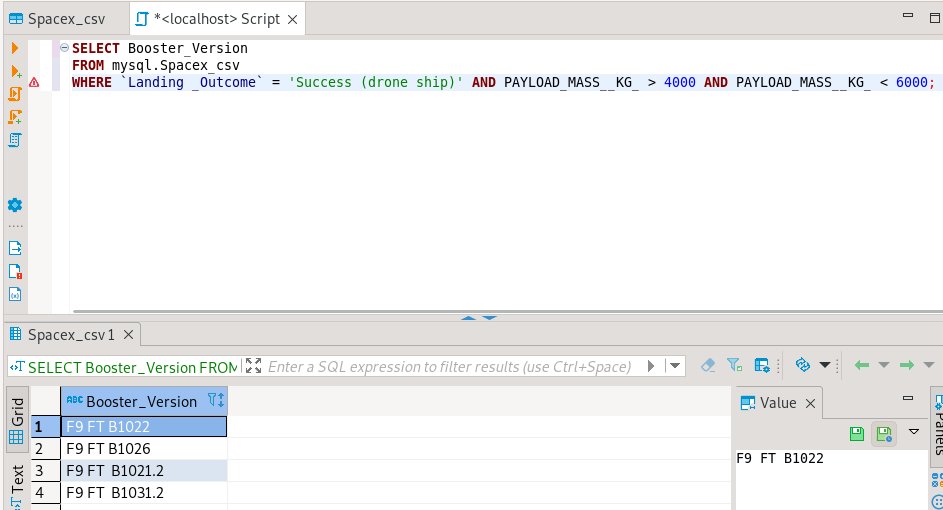 Spacex_csv
*<localhost> Script
SELECT Booster_Version
FROM mysql.Spacex_csv
WHERE `Landing _Outcome` = 'Success (drone ship)' AND PAYLOAD_MASS__KG_ > 4000 AND PAYLOAD_MASS__KG_ < 6000;
Spacex_csv 1
SELECT Booster_Version FROM
Enter a SQL expression to filter results (use Ctrl+Space)
Grid
Text
ABC Booster_Version
1 F9 FT B1022
2 F9 FT B1026
3 F9 FT  B1021.2
4 F9 FT  B1031.2
Value
F9 FT B1022
Panels